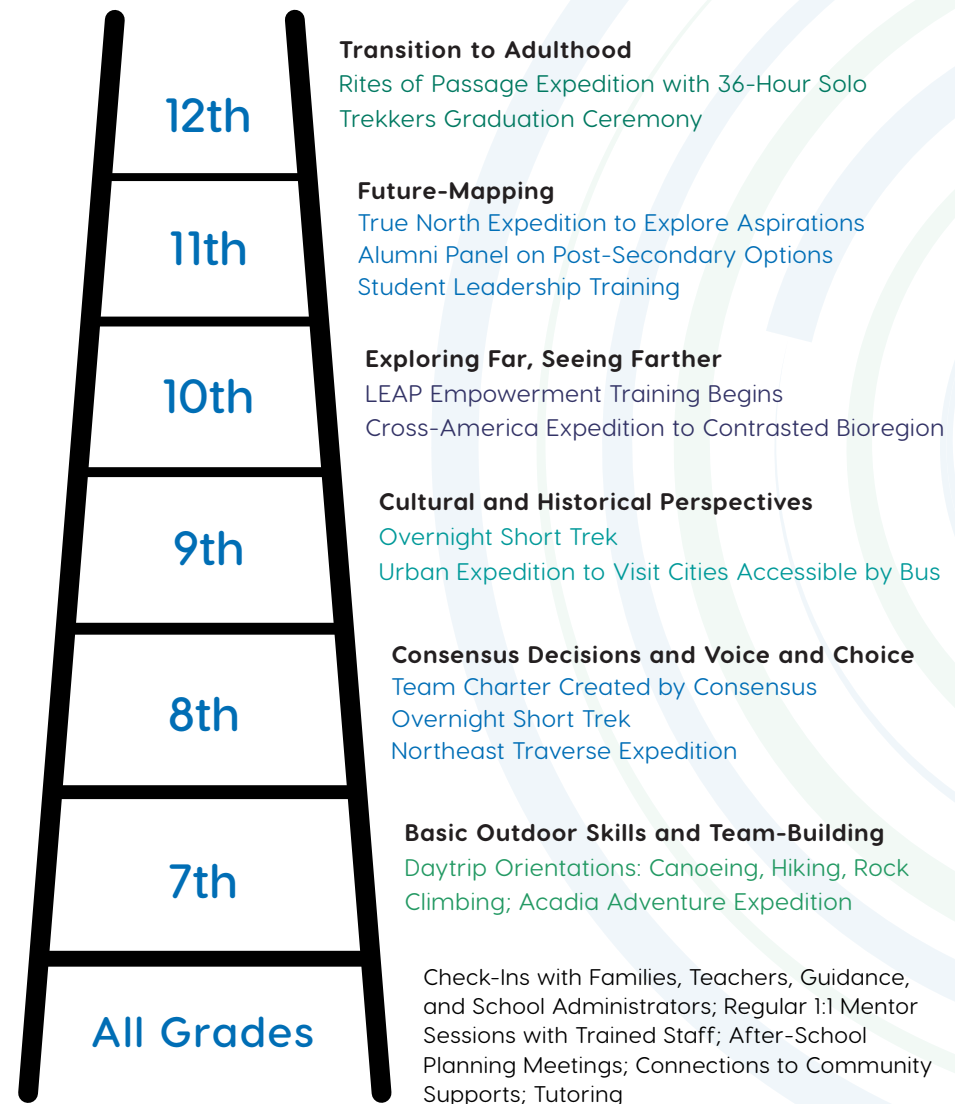 Transition to Adulthood
Rites of Passage Expedition with 36-Hour Solo
Trekkers Graduation Ceremony
12th
Future-Mapping
True North Expedition to Explore Aspirations
Alumni Panel on Post-Secondary Options
Student Leadership Training
11th
Exploring Far, Seeing Farther
LEAP Empowerment Training Begins
Cross-America Expedition to Contrasted Bioregion
10th
Cultural and Historical Perspectives
Overnight Short Trek
Urban Expedition to Visit Cities Accessible by Bus
9th
Consensus Decisions and Voice and Choice
Team Charter Created by Consensus
Overnight Short Trek
Northeast Traverse Expedition
8th
Basic Outdoor Skills and Team-Building
Daytrip Orientations: Canoeing, Hiking, Rock
Climbing; Acadia Adventure Expedition
7th
Check-Ins with Families, Teachers, Guidance,
and School Administrators; Regular 1:1 Mentor
Sessions with Trained Staff; After-School
Planning Meetings; Connections to Community
Supports; Tutoring
All Grades